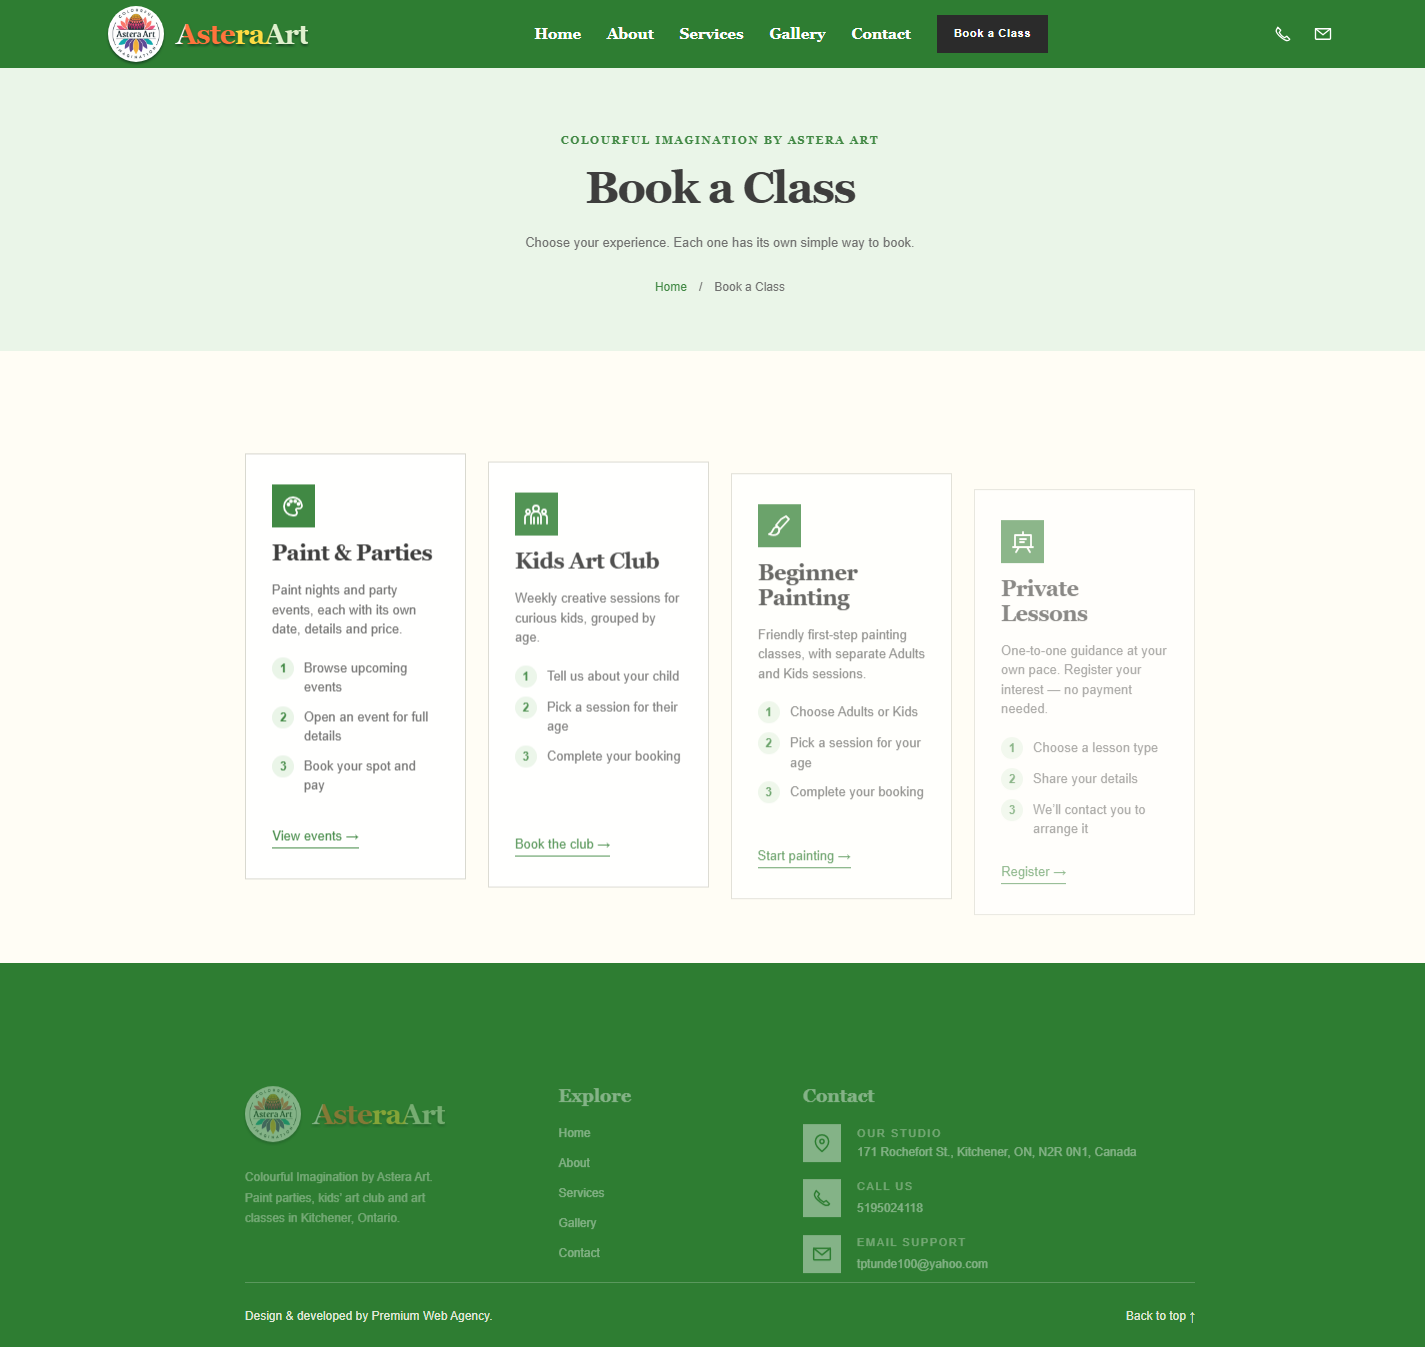 COLOURFUL
Astera Art
IMAGINATION
AsteraArt
Home
About
Services
Gallery
Contact
Book a Class
COLOURFUL IMAGINATION BY ASTERA ART
Book a Class
Choose your experience. Each one has its own simple way to book.
Home / Book a Class
Paint & Parties
Paint nights and party
events, each with its own
date, details and price.
1 Browse upcoming
events
2 Open an event for full
details
3 Book your spot and
pay
View events →
Kids Art Club
Weekly creative sessions for
curious kids, grouped by
age.
1 Tell us about your child
2 Pick a session for their
age
3 Complete your booking
Book the club →
Beginner
Painting
Friendly first-step painting
classes, with separate Adults
and Kids sessions.
1 Choose Adults or Kids
2 Pick a session for your
age
3 Complete your booking
Start painting →
Private
Lessons
One-to-one guidance at your
own pace. Register your
interest — no payment
needed.
1 Choose a lesson type
2 Share your details
3 We'll contact you to
arrange it
Register →
COLOURFUL
Astera Art
IMAGINATION
AsteraArt
Colourful Imagination by Astera Art.
Paint parties, kids' art club and art
classes in Kitchener, Ontario.
Explore
Home
About
Services
Gallery
Contact
Contact
OUR STUDIO
171 Rochefort St., Kitchener, ON, N2R 0N1, Canada
CALL US
5195024118
EMAIL SUPPORT
tptunde100@yahoo.com
Design & developed by Premium Web Agency.
Back to top ↑